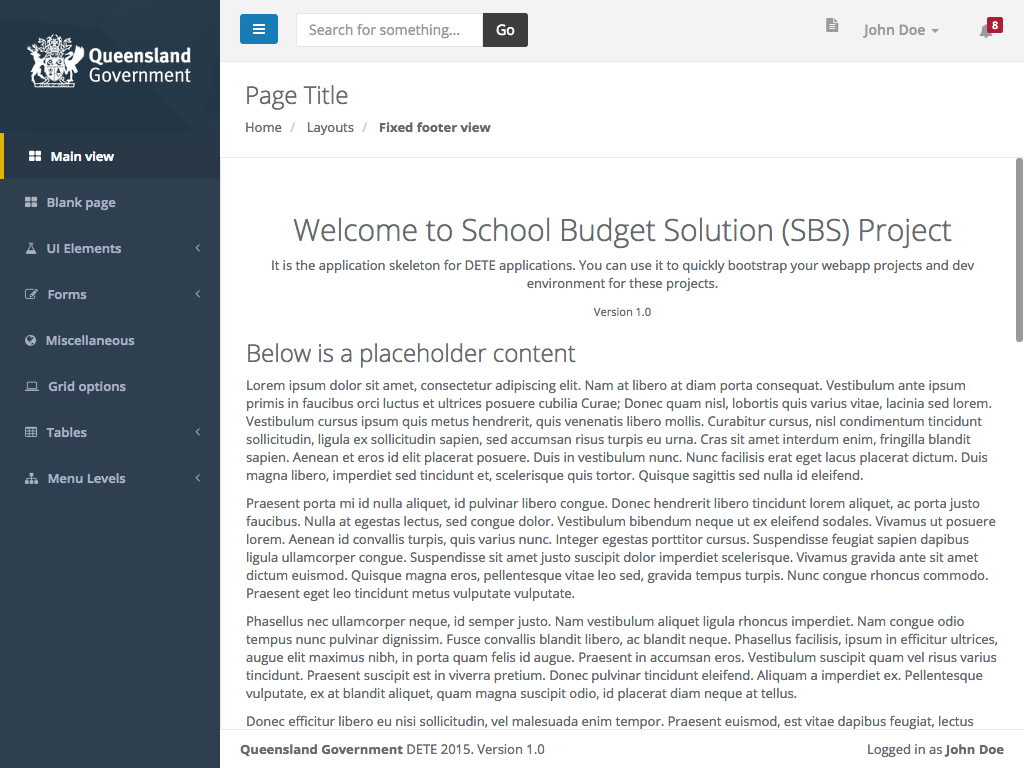 Queensland
Government
Main view
Blank page
UI Elements
Forms
Miscellaneous
Grid options
Tables
Menu Levels
Search for something...
Go
John Doe
8
Page Title
Home / Layouts / Fixed footer view
Welcome to School Budget Solution (SBS) Project
It is the application skeleton for DETE applications. You can use it to quickly bootstrap your webapp projects and dev
environment for these projects.
Version 1.0
Below is a placeholder content
Lorem ipsum dolor sit amet, consectetur adipiscing elit. Nam at libero at diam porta consequat. Vestibulum ante ipsum
primis in faucibus orci luctus et ultrices posuere cubilia Curae; Donec quam nisl, lobortis quis varius vitae, lacinia sed lorem.
Vestibulum cursus ipsum quis metus hendrerit, quis venenatis libero mollis. Curabitur cursus, nisl condimentum tincidunt
sollicitudin, ligula ex sollicitudin sapien, sed accumsan risus turpis eu urna. Cras sit amet interdum enim, fringilla blandit
sapien. Aenean et eros id elit placerat posuere. Duis in vestibulum nunc. Nunc facilisis erat eget lacus placerat dictum. Duis
magna libero, imperdiet sed tincidunt et, scelerisque quis tortor. Quisque sagittis sed nulla id eleifend.
Praesent porta mi id nulla aliquet, id pulvinar libero congue. Donec hendrerit libero tincidunt lorem aliquet, ac porta justo
faucibus. Nulla at egestas lectus, sed congue dolor. Vestibulum bibendum neque ut ex eleifend sodales. Vivamus ut posuere
lorem. Aenean id convallis turpis, quis varius nunc. Integer egestas porttitor cursus. Suspendisse feugiat sapien dapibus
ligula ullamcorper congue. Suspendisse sit amet justo suscipit dolor imperdiet scelerisque. Vivamus gravida ante sit amet
dictum euismod. Quisque magna eros, pellentesque vitae leo sed, gravida tempus turpis. Nunc congue rhoncus commodo.
Praesent eget leo tincidunt metus vulputate vulputate.
Phasellus nec ullamcorper neque, id semper justo. Nam vestibulum aliquet ligula rhoncus imperdiet. Nam congue odio
tempus nunc pulvinar dignissim. Fusce convallis blandit libero, ac blandit neque. Phasellus facilisis, ipsum in efficitur ultrices,
augue elit maximus nibh, in porta quam felis id augue. Praesent in accumsan eros. Vestibulum suscipit quam vel risus varius
tincidunt. Praesent suscipit est in viverra pretium. Donec pulvinar tincidunt eleifend. Aliquam a imperdiet ex. Pellentesque
vulputate, ex at blandit aliquet, quam magna suscipit odio, id placerat diam neque at tellus.
Donec efficitur libero eu nisi sollicitudin, vel malesuada enim tempor. Praesent euismod, est vitae dapibus feugiat, lectus
Queensland Government DETE 2015. Version 1.0
Logged in as John Doe